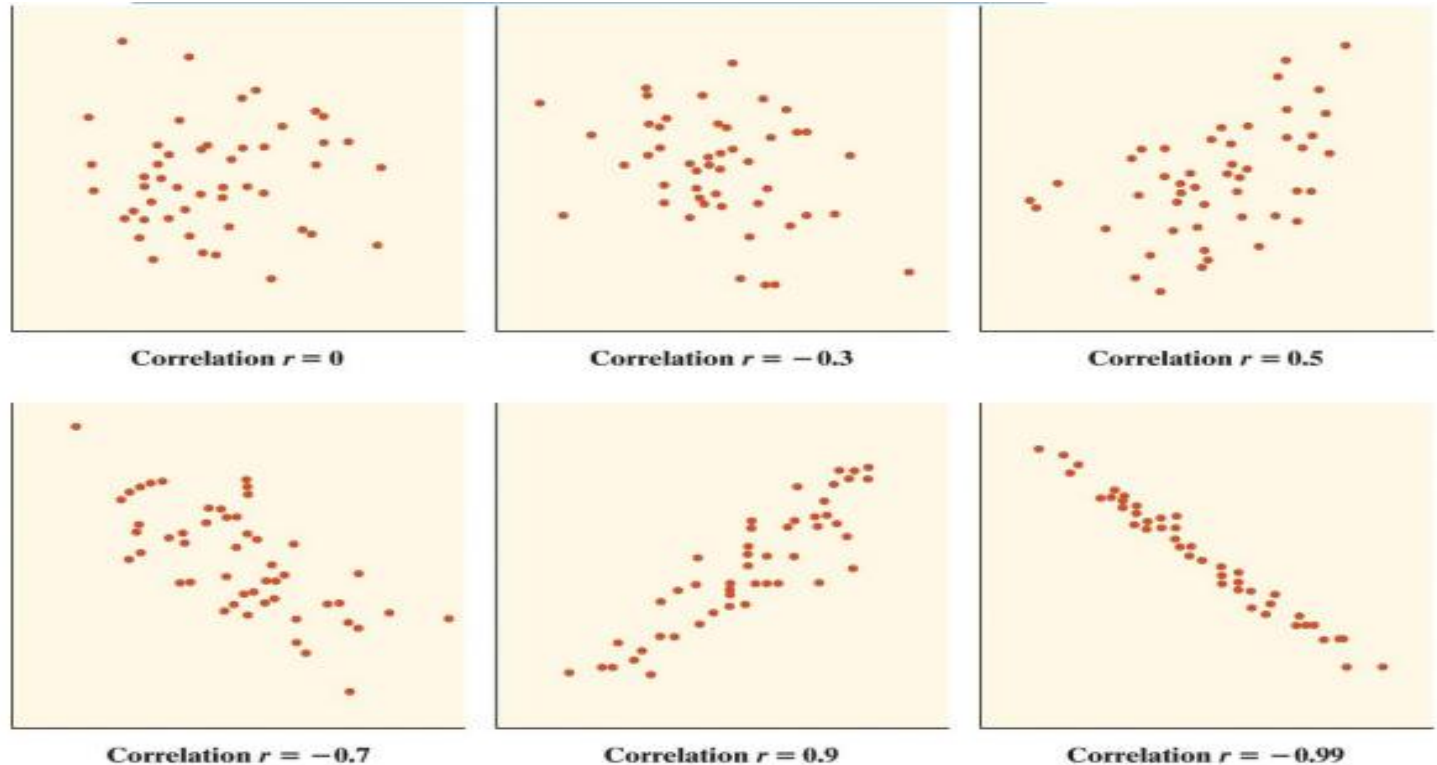 Correlation r = 0
Correlation r = −0.3
Correlation r = 0.5
Correlation r = −0.7
Correlation r = 0.9
Correlation r = −0.99